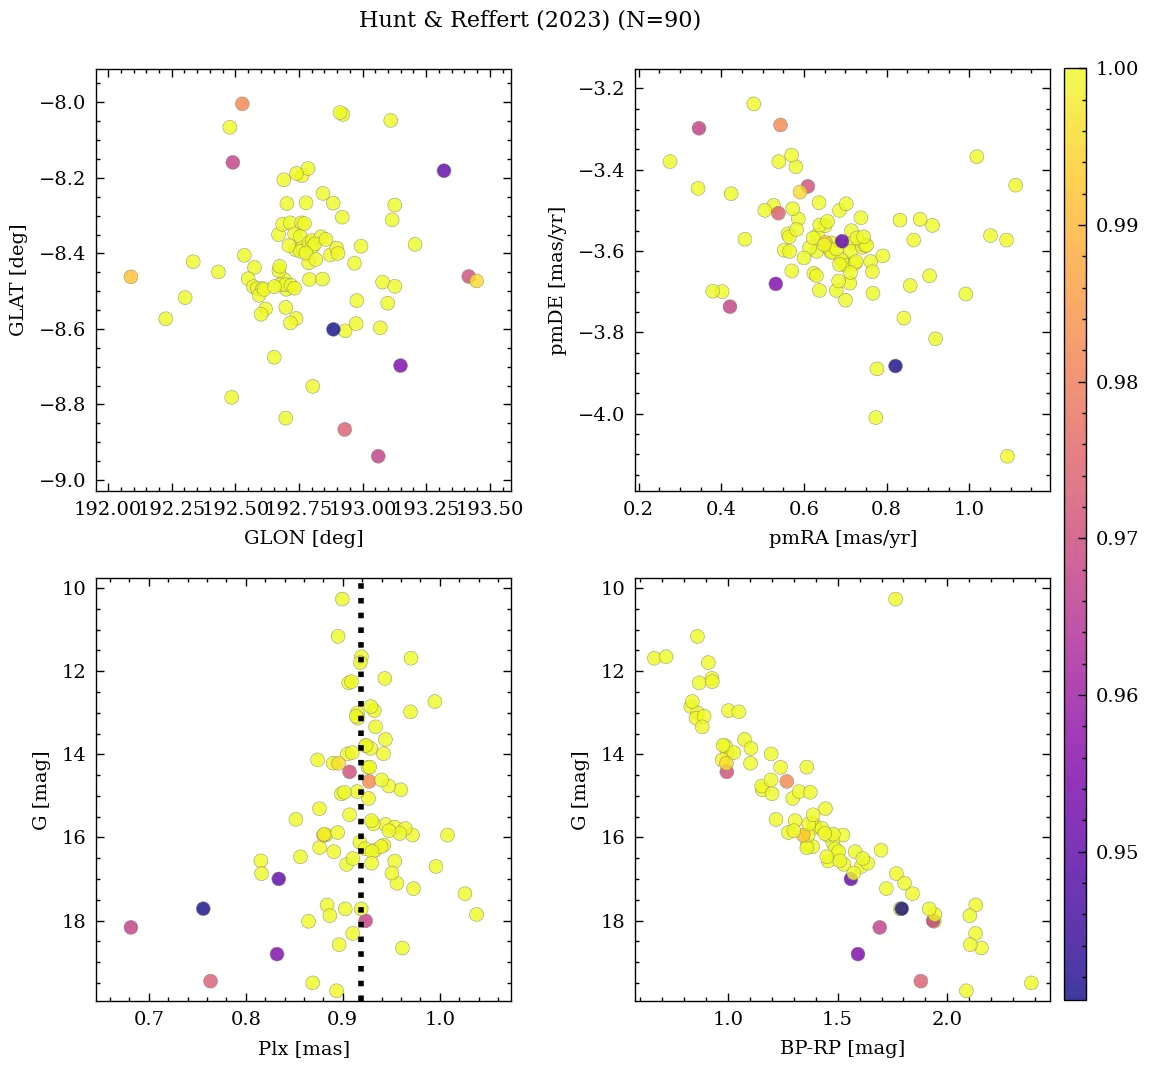 Hunt & Reffert (2023) (N=90)
−8.0
−8.2
−8.4
−8.6
−8.8
−9.0
GLAT [deg]
192.00 192.25 192.50 192.75 193.00 193.25 193.50
GLON [deg]
−3.2
−3.4
−3.6
−3.8
−4.0
pmDE [mas/yr]
0.2 0.4 0.6 0.8 1.0
pmRA [mas/yr]
10
12
14
16
18
G [mag]
0.7 0.8 0.9 1.0
Plx [mas]
10
12
14
16
18
G [mag]
1.0 1.5 2.0
BP-RP [mag]
1.00
0.99
0.98
0.97
0.96
0.95